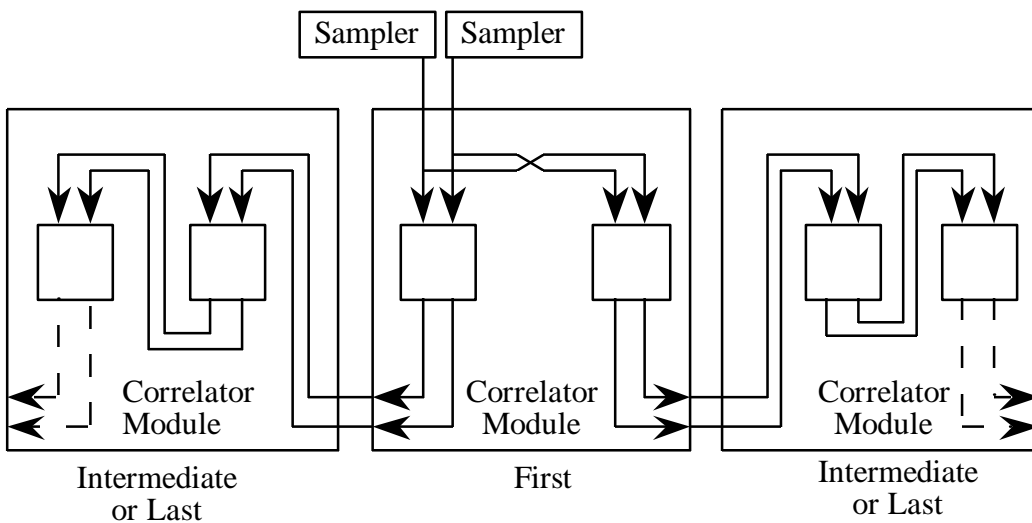 Sampler
Sampler
Correlator
Module
Correlator
Module
Correlator
Module
Intermediate
or Last
First
Intermediate
or Last